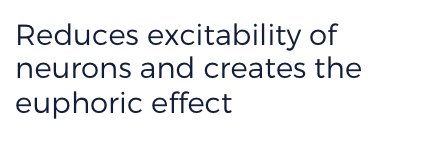 Reduces excitability of
neurons and creates the
euphoric effect